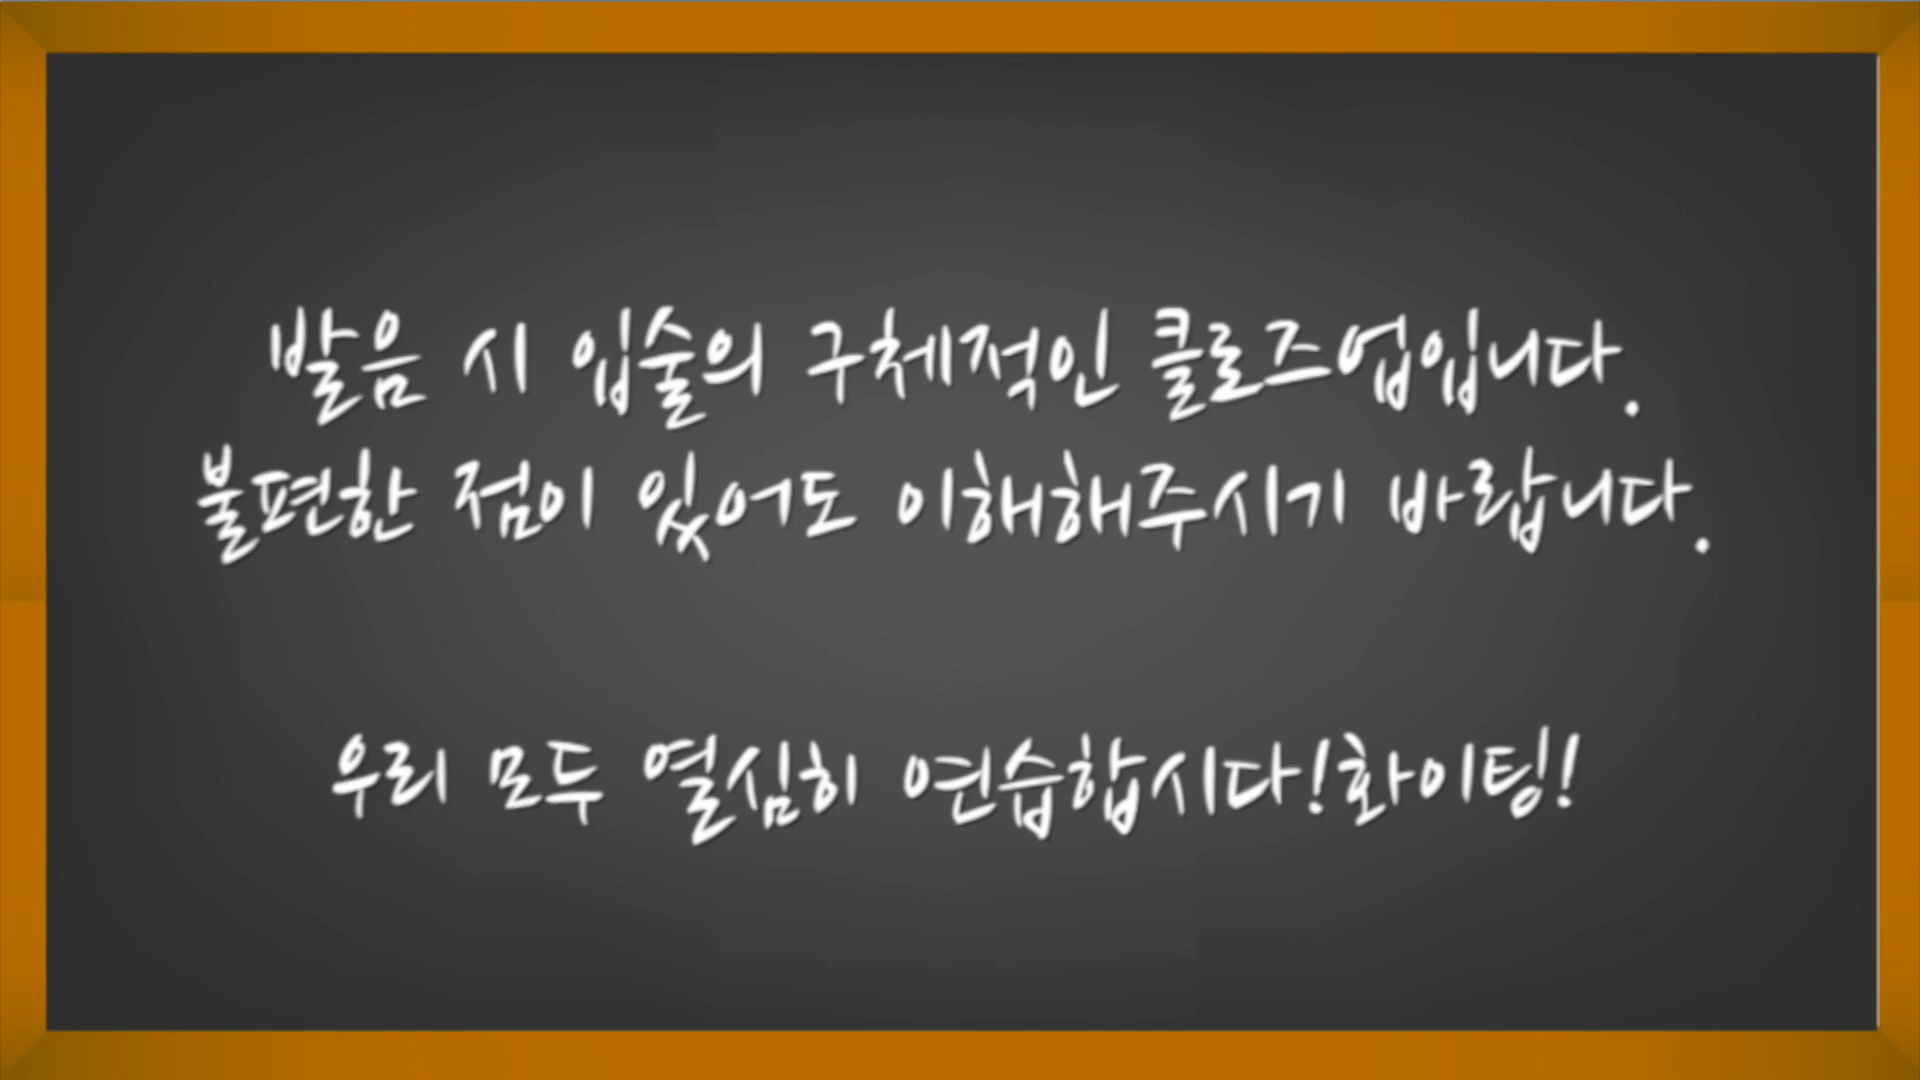 발음 시 입술의 구체적인 클로즈업입니다.
불편한 점이 있어도 이해해주시기 바랍니다.
우리 모두 열심히 연습합시다!화이팅!